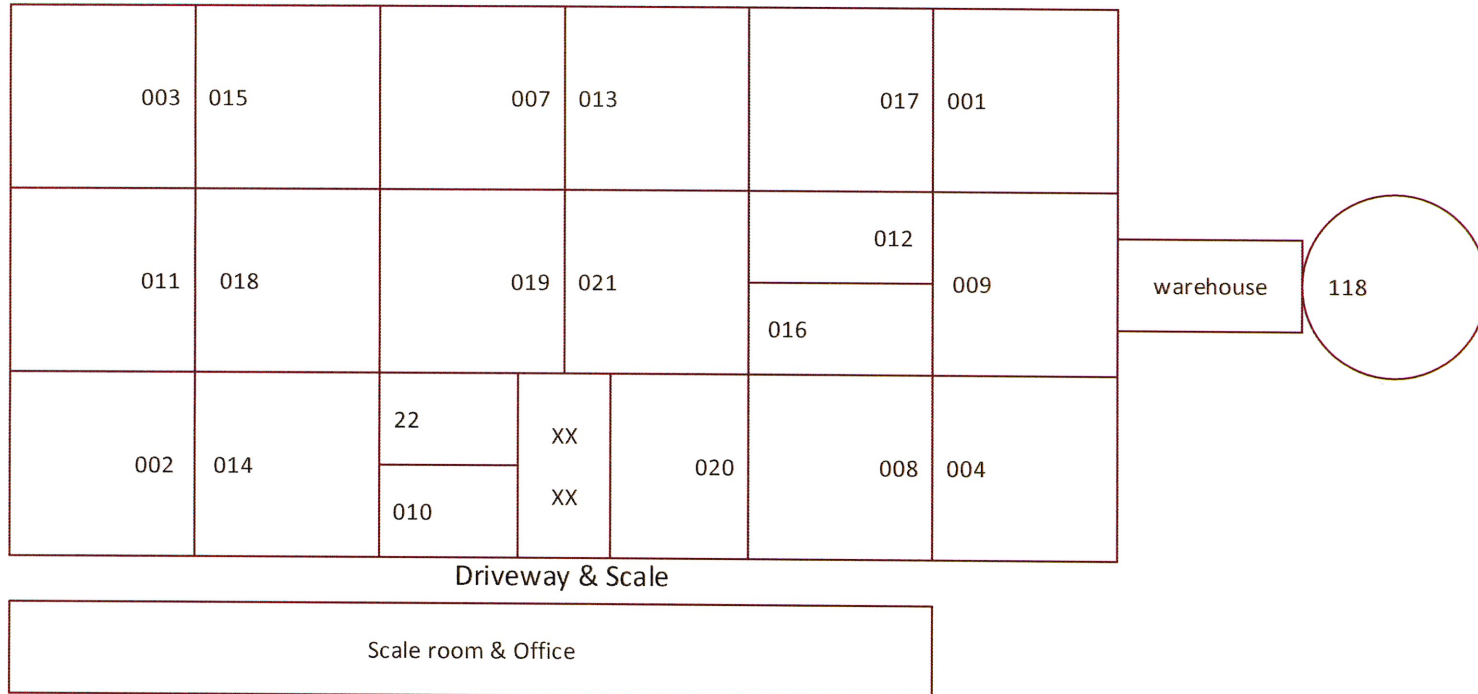 003 015 007 013 017 001
012
011 018 019 021 009 warehouse 118
016
22 XX
002 014 020 008 004
XX
010
Driveway & Scale
Scale room & Office